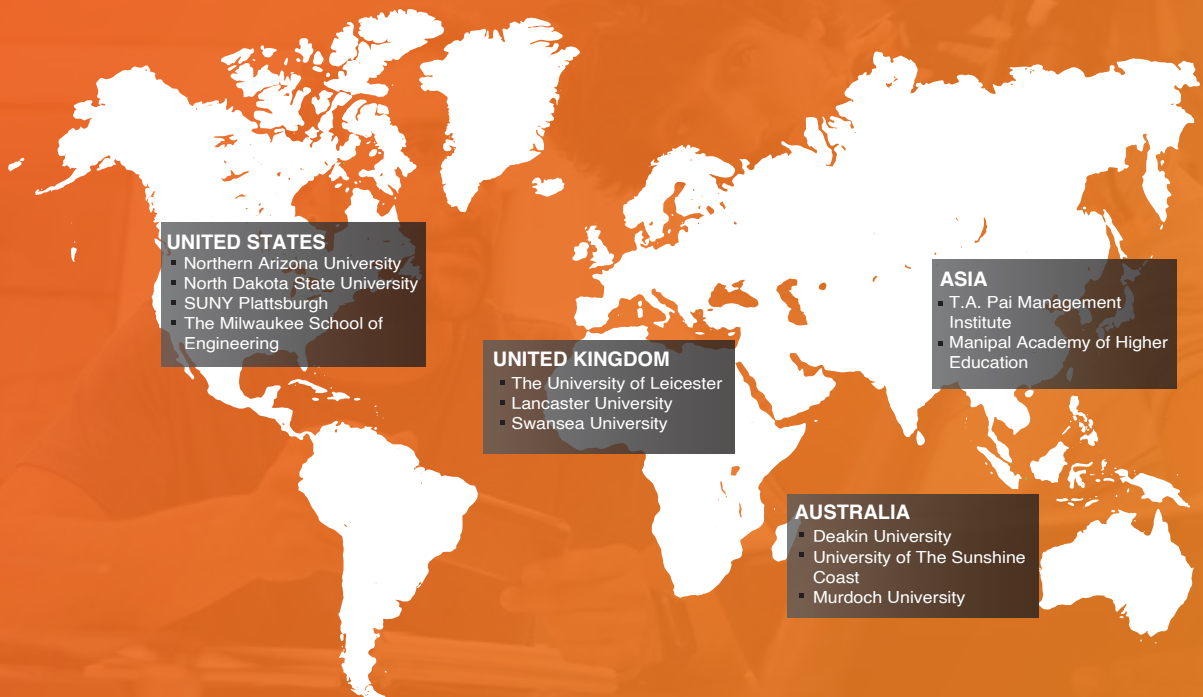 UNITED STATES
▪ Northern Arizona University
▪ North Dakota State University
▪ SUNY Plattsburgh
▪ The Milwaukee School of
Engineering
UNITED KINGDOM
▪ The University of Leicester
▪ Lancaster University
▪ Swansea University
ASIA
▪ T.A. Pai Management
Institute
▪ Manipal Academy of Higher
Education
AUSTRALIA
▪ Deakin University
▪ University of The Sunshine
Coast
▪ Murdoch University